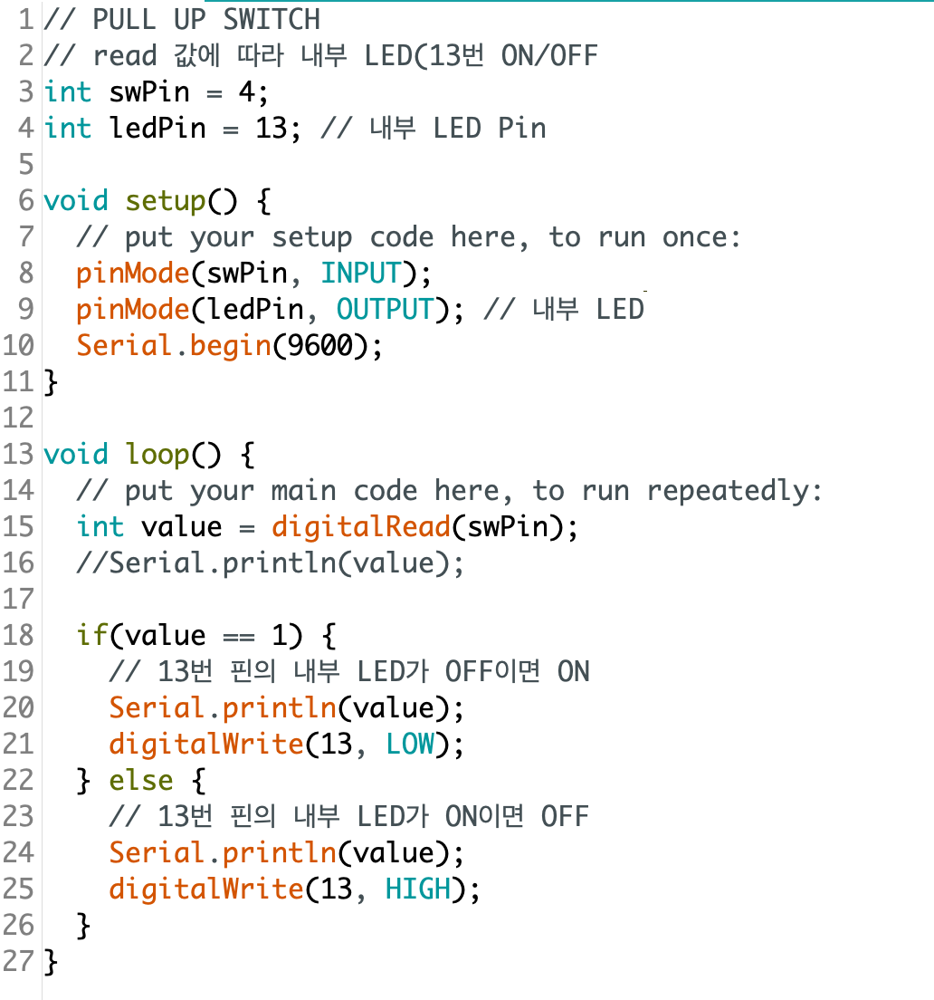 1 // PULL UP SWITCH
2 // read 값에 따라 내부 LED(13번 ON/OFF
3 int swPin = 4;
4 int ledPin = 13; // 내부 LED Pin
5
6 void setup() {
7   // put your setup code here, to run once:
8   pinMode(swPin, INPUT);
9   pinMode(ledPin, OUTPUT); // 내부 LED
10   Serial.begin(9600);
11 }
12
13 void loop() {
14   // put your main code here, to run repeatedly:
15   int value = digitalRead(swPin);
16   //Serial.println(value);
17
18   if(value == 1) {
19     // 13번 핀의 내부 LED가 OFF이면 ON
20     Serial.println(value);
21     digitalWrite(13, LOW);
22   } else {
23     // 13번 핀의 내부 LED가 ON이면 OFF
24     Serial.println(value);
25     digitalWrite(13, HIGH);
26   }
27 }